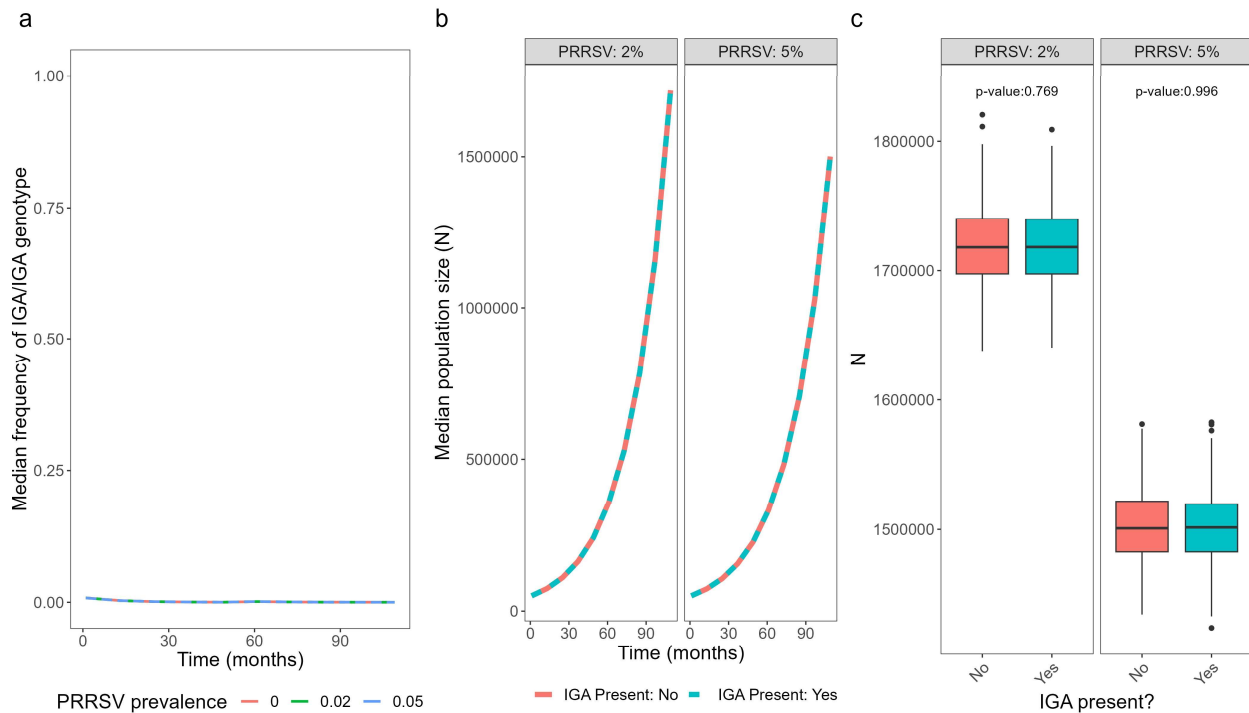 a
Median frequency of IGA/IGA genotype
1.00
0.75
0.50
0.25
0.00
0
30
60
90
Time (months)
PRRSV prevalence
0
0.02
0.05
b
PRRSV: 2%
PRRSV: 5%
Median population size (N)
1500000
1000000
500000
0
0
30
60
90
0
30
60
90
Time (months)
IGA Present: No
IGA Present: Yes
c
PRRSV: 2%
PRRSV: 5%
p-value:0.769
p-value:0.996
N
1800000
1700000
1600000
1500000
No
Yes
No
Yes
IGA present?